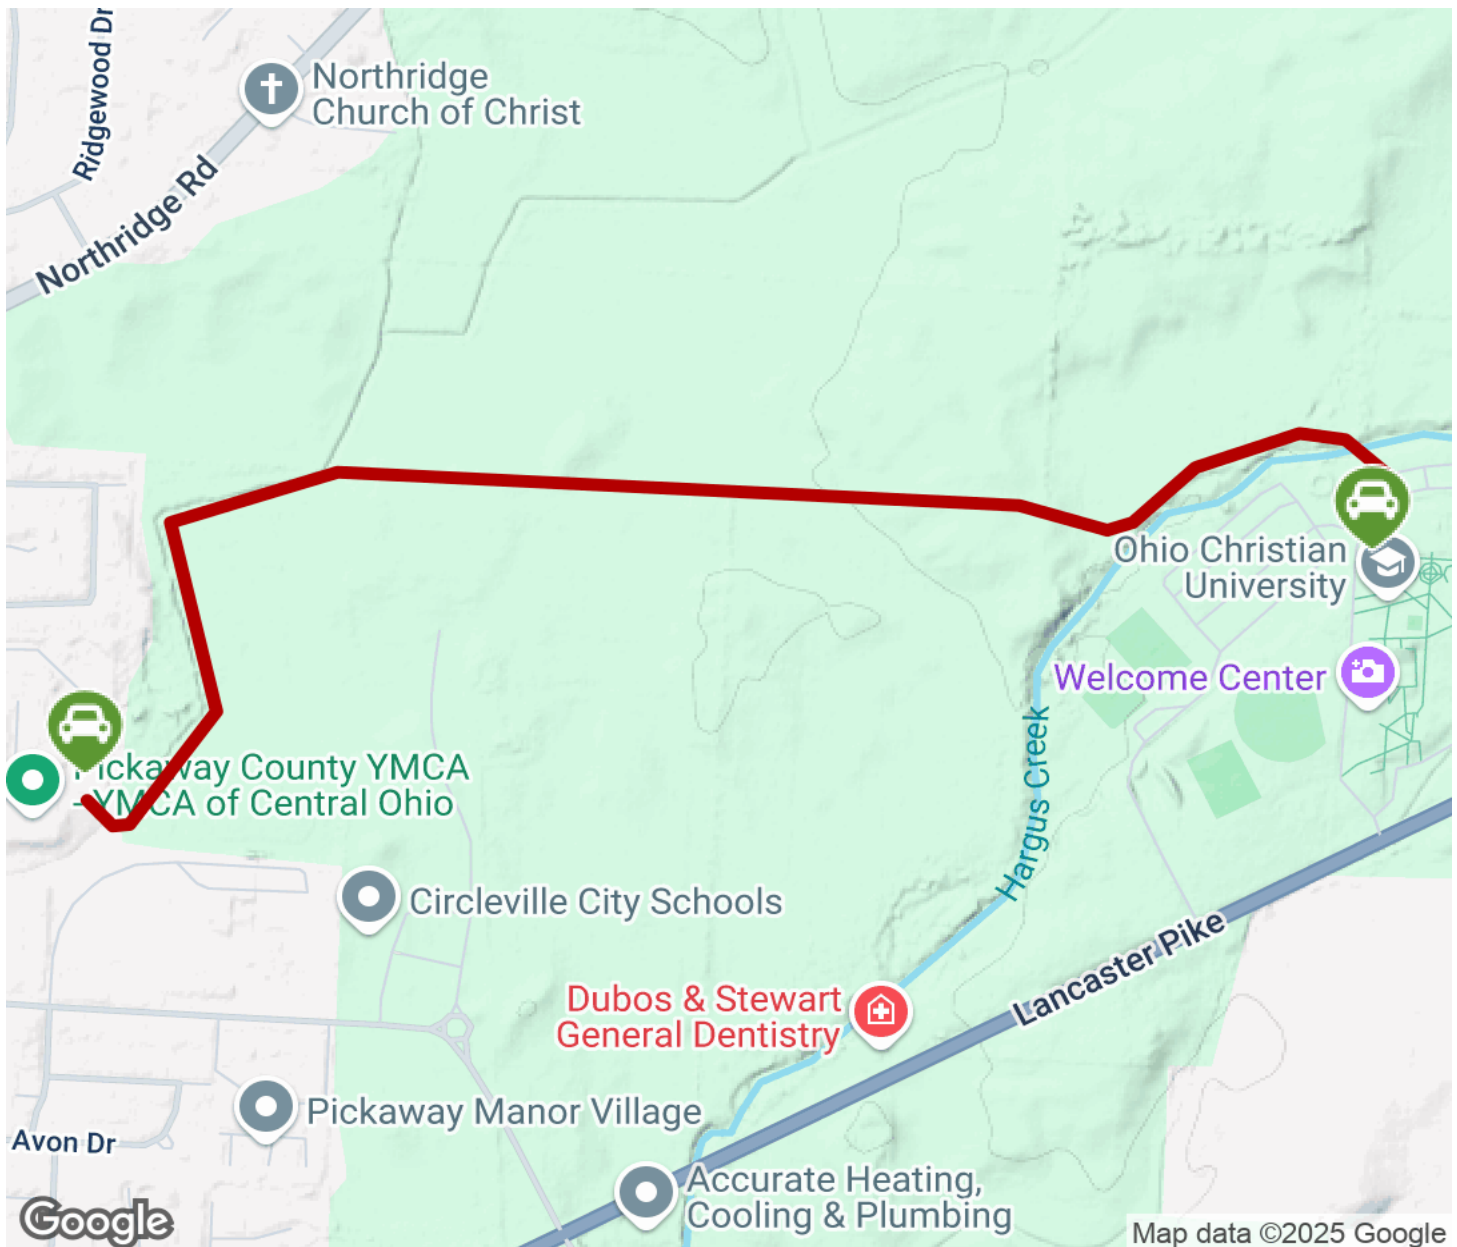 Ridgewood Dr
Northridge
Church of Christ
Northridge Rd
Ohio Christian
University
Welcome Center
Pickaway County YMCA
- YMCA of Central Ohio
Hargus Creek
Circleville City Schools
Lancaster Pike
Dubos & Stewart
General Dentistry
Pickaway Manor Village
Avon Dr
Accurate Heating,
Cooling & Plumbing
Google
Map data ©2025 Google